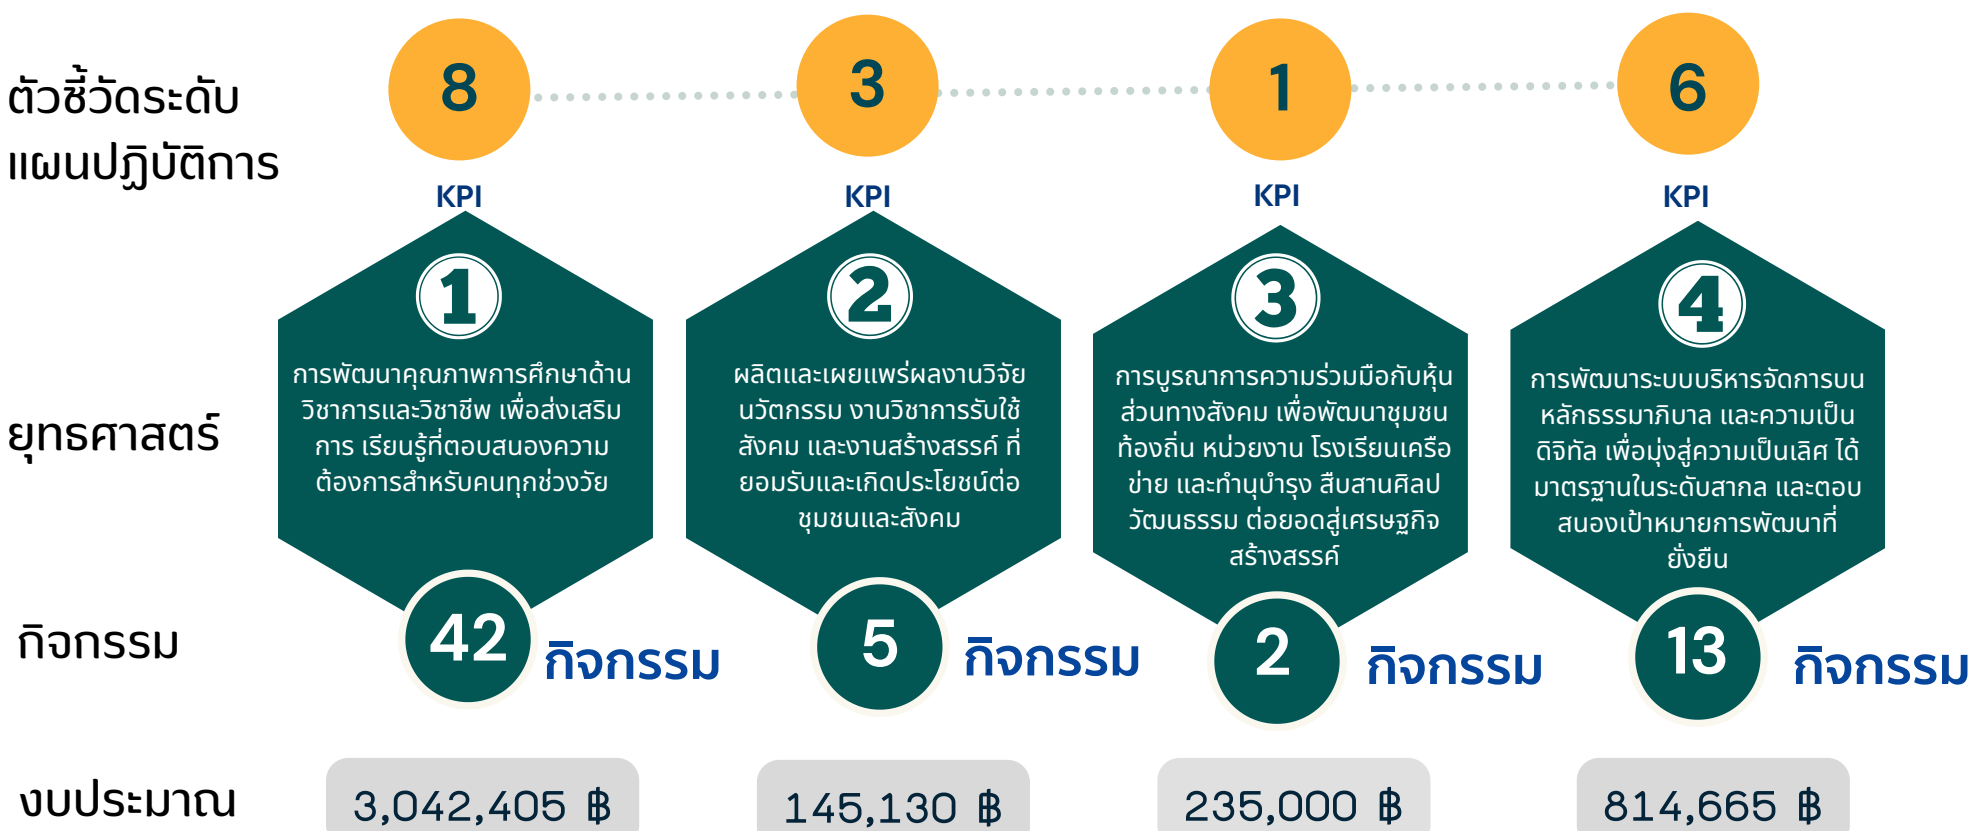 ตัวชี้วัดระดับ
แผนปฏิบัติการ
8
3
1
6
KPI
KPI
KPI
KPI
ยุทธศาสตร์
1
การพัฒนาคุณภาพการศึกษาด้าน
วิชาการและวิชาชีพ เพื่อส่งเสริม
การ เรียนรู้ที่ตอบสนองความ
ต้องการสำหรับคนทุกช่วงวัย
2
ผลิตและเผยแพร่ผลงานวิจัย
นวัตกรรม งานวิชาการรับใช้
สังคม และงานสร้างสรรค์ ที่
ยอมรับและเกิดประโยชน์ต่อ
ชุมชนและสังคม
3
การบูรณาการความร่วมมือกับหุ้น
ส่วนทางสังคม เพื่อพัฒนาชุมชน
ท้องถิ่น หน่วยงาน โรงเรียนเครือ
ข่าย และทำนุบำรุง สืบสานศิลป
วัฒนธรรม ต่อยอดสู่เศรษฐกิจ
สร้างสรรค์
4
การพัฒนาระบบบริหารจัดการบน
หลักธรรมาภิบาล และความเป็น
ดิจิทัล เพื่อมุ่งสู่ความเป็นเลิศ ได้
มาตรฐานในระดับสากล และตอบ
สนองเป้าหมายการพัฒนาที่
ยั่งยืน
กิจกรรม
42 กิจกรรม
5 กิจกรรม
2 กิจกรรม
13 กิจกรรม
งบประมาณ
3,042,405 ฿
145,130 ฿
235,000 ฿
814,665 ฿